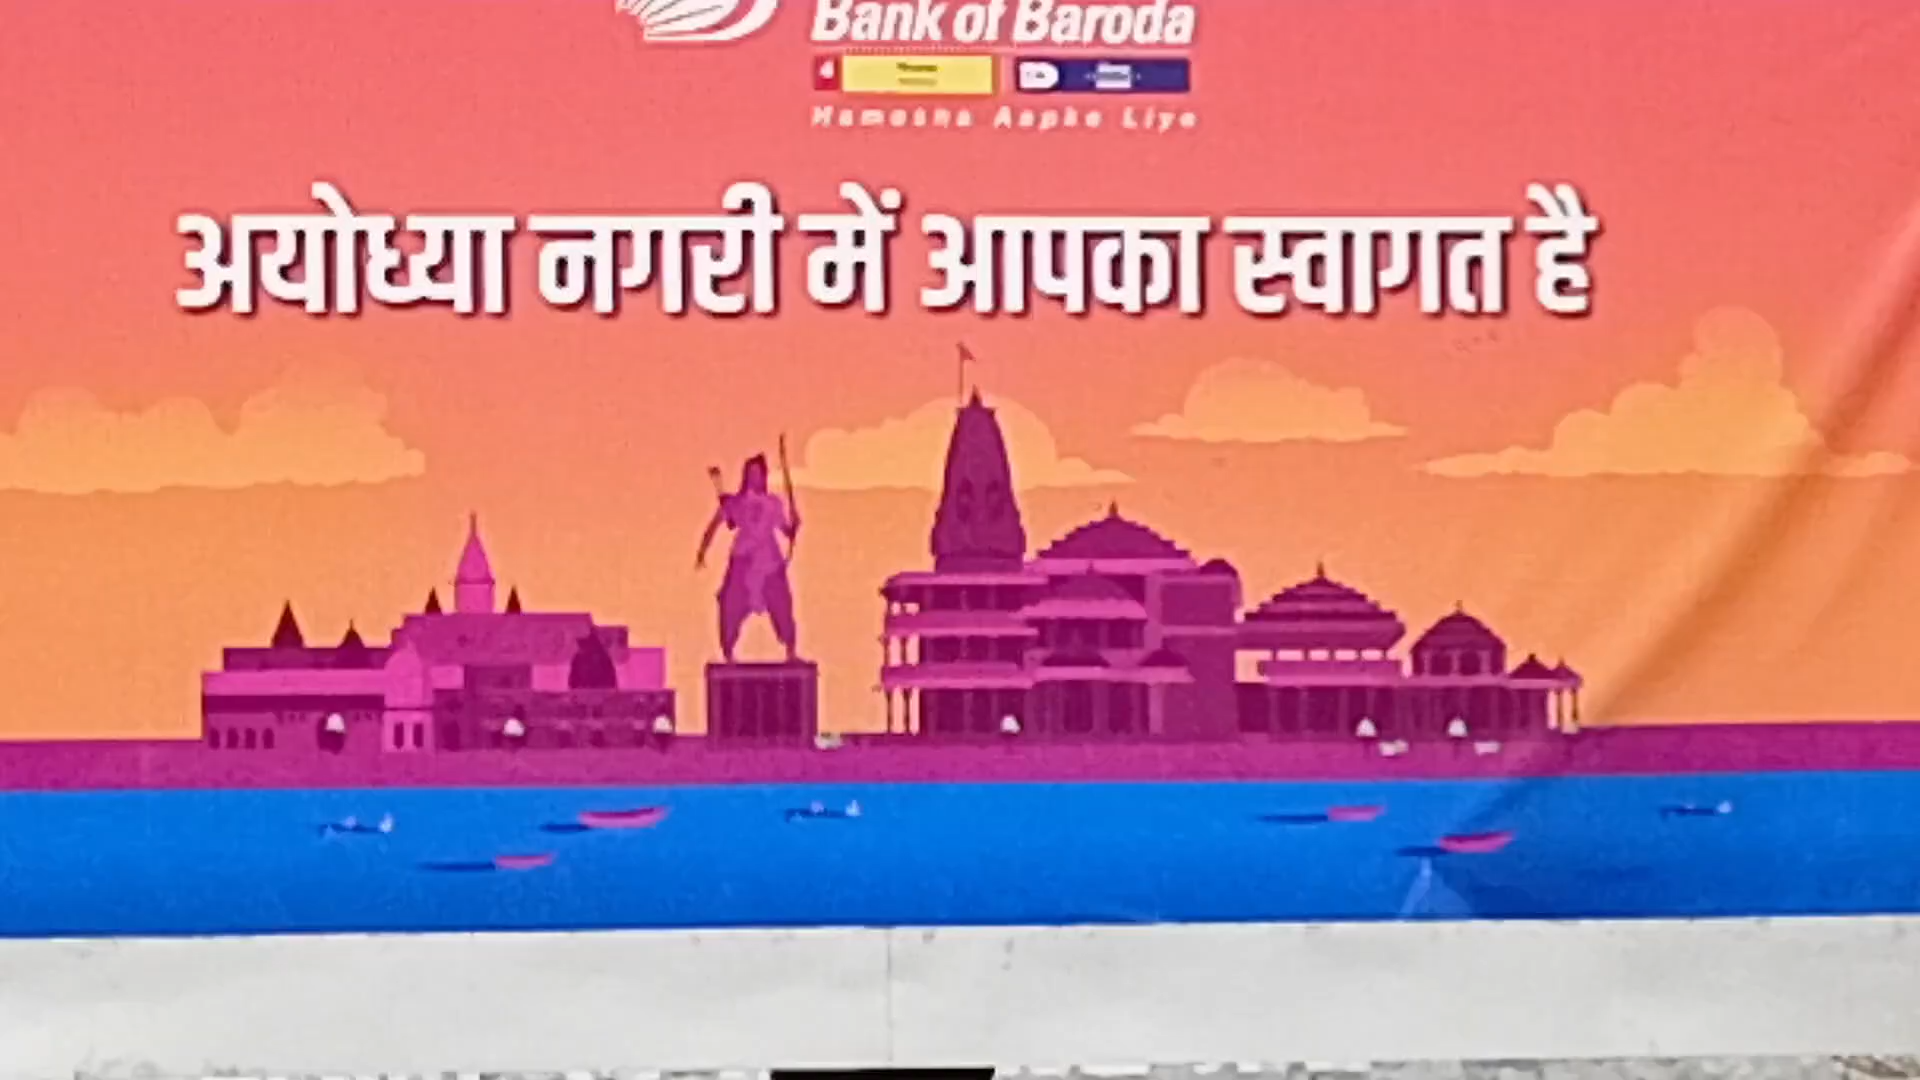 Bank of Baroda
Hamesha Aapke Liye
अयोध्या नगरी में आपका स्वागत है